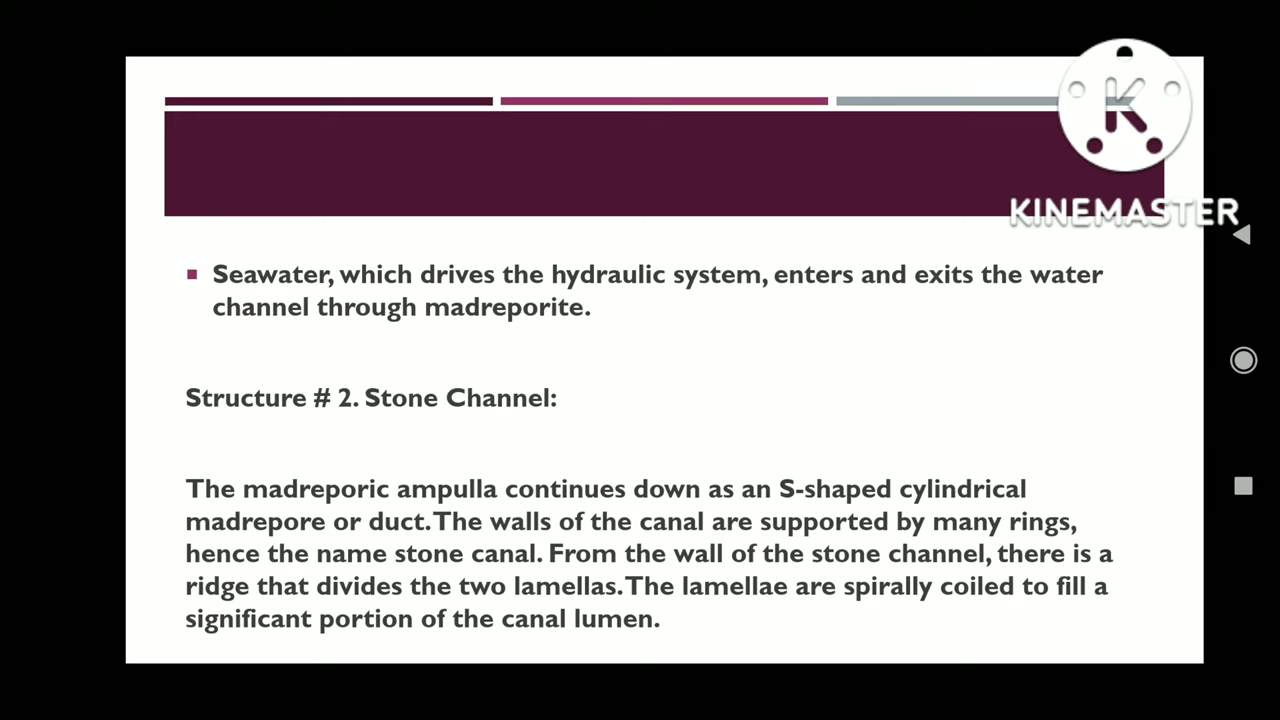 K
KINEMASTER
Seawater, which drives the hydraulic system, enters and exits the water
channel through madreporite.
Structure # 2. Stone Channel:
The madreporic ampulla continues down as an S-shaped cylindrical
madrepore or duct. The walls of the canal are supported by many rings,
hence the name stone canal. From the wall of the stone channel, there is a
ridge that divides the two lamellas. The lamellae are spirally coiled to fill a
significant portion of the canal lumen.